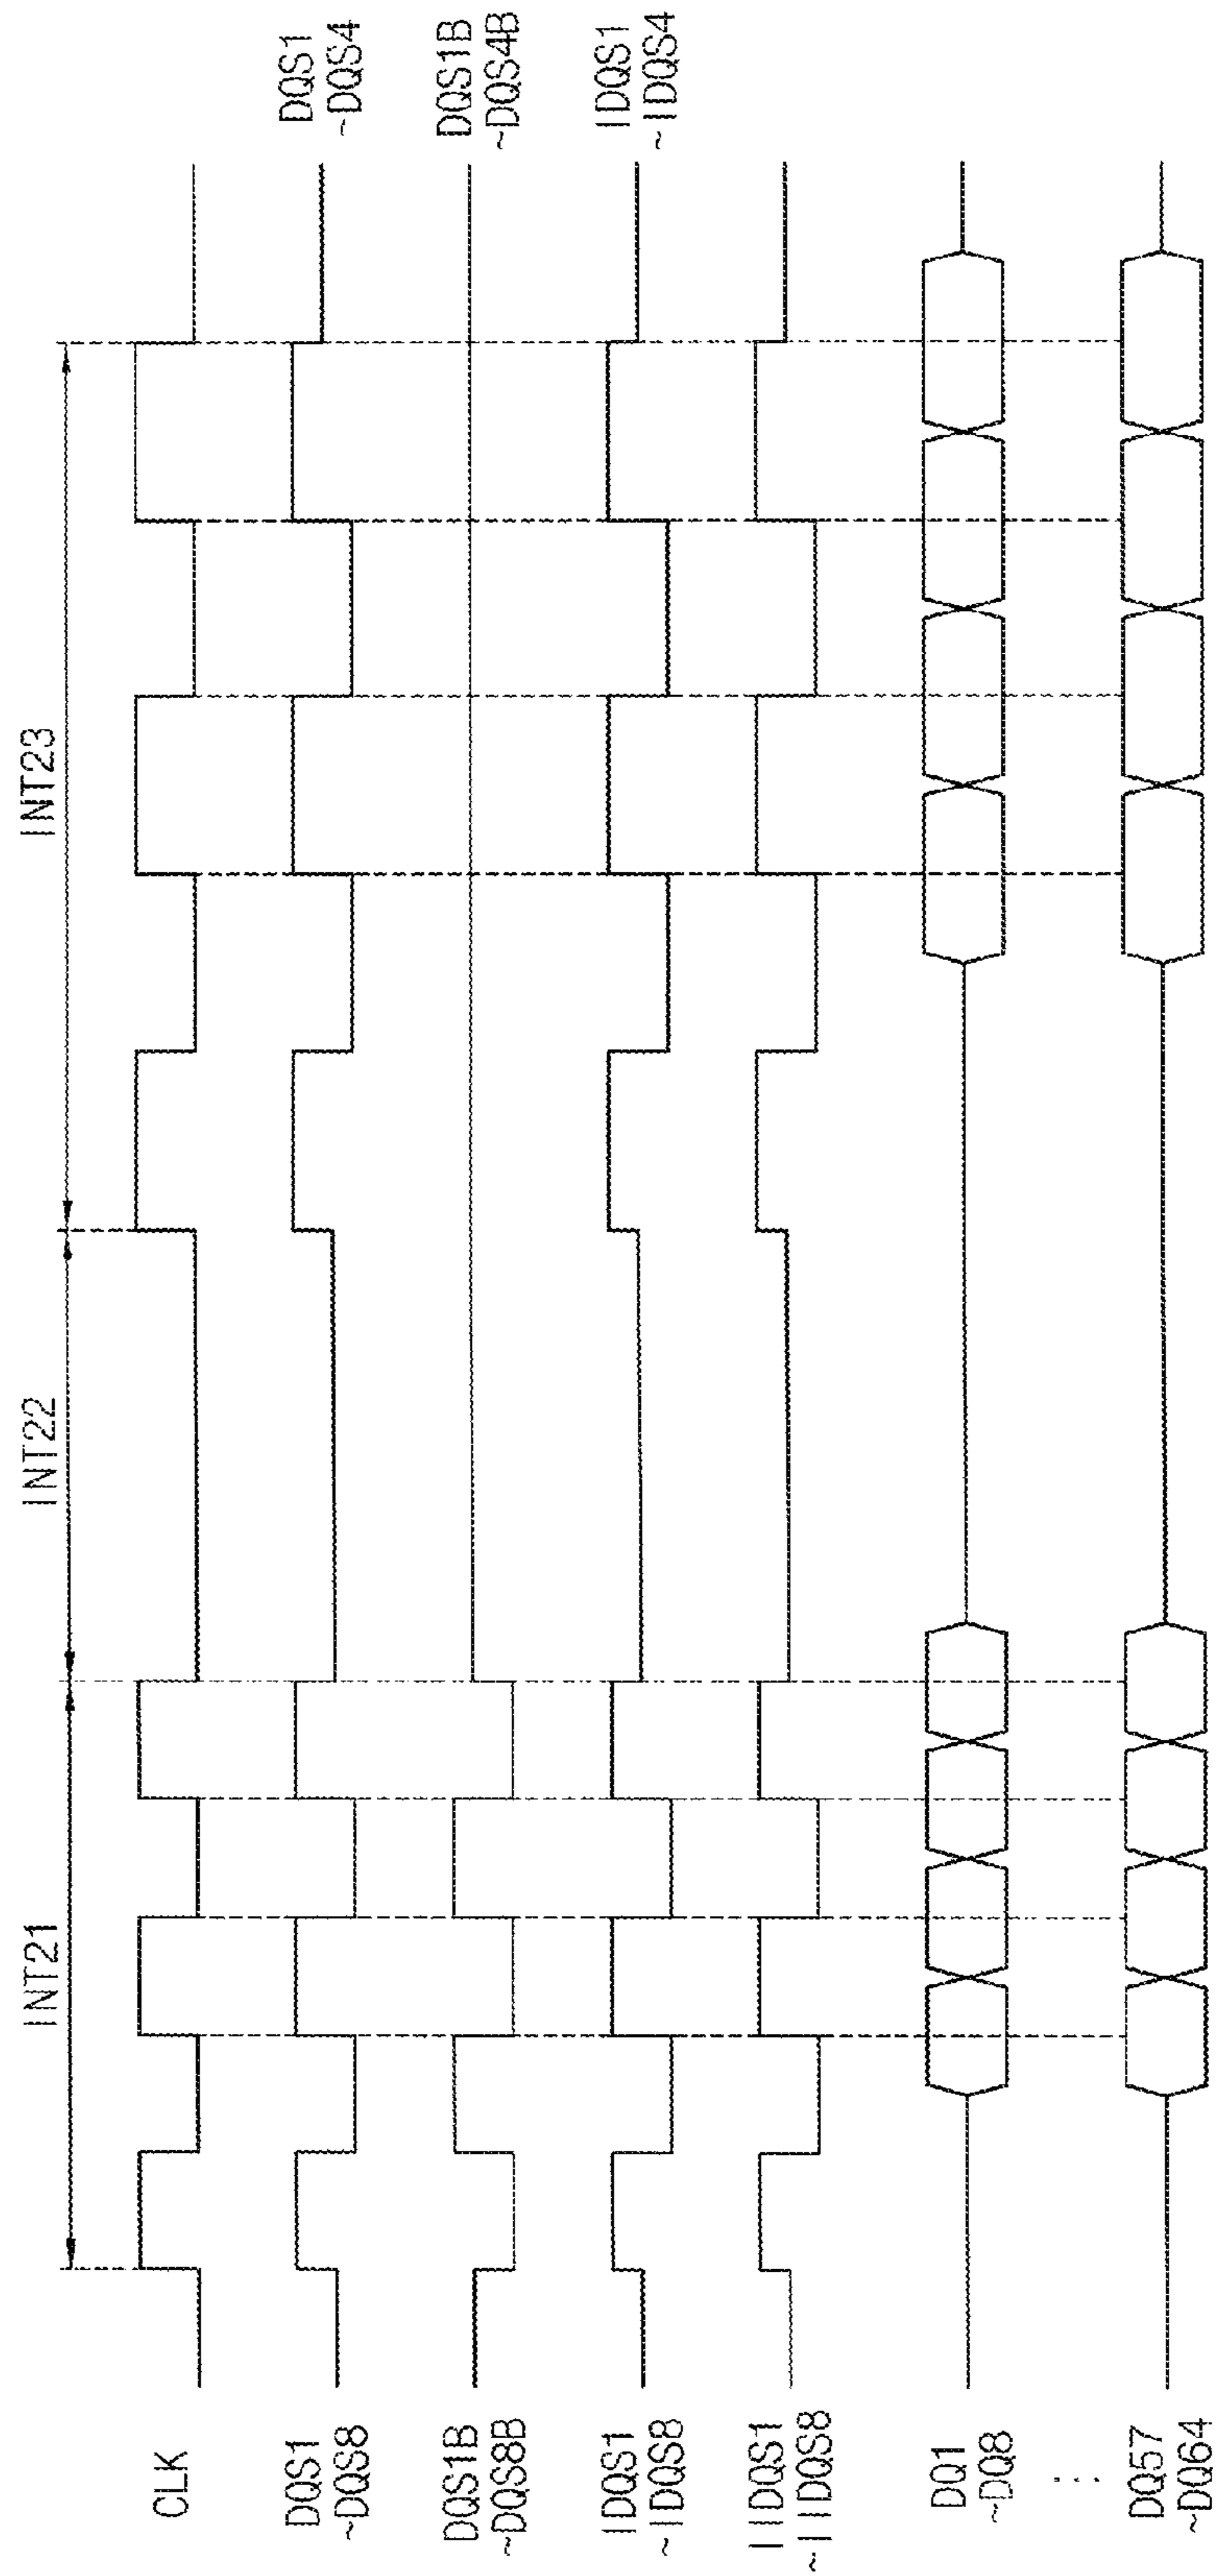 INT21
INT22
INT23
CLK
DQS1
~DQS8
DQS1
~DQS4
DQS1B
~DQS8B
DQS1B
~DQS4B
IDQS1
~IDQS8
IDQS1
~IDQS4
IIDQS1
~IIDQS8
DQ1
~DQ8
DQ57
~DQ64